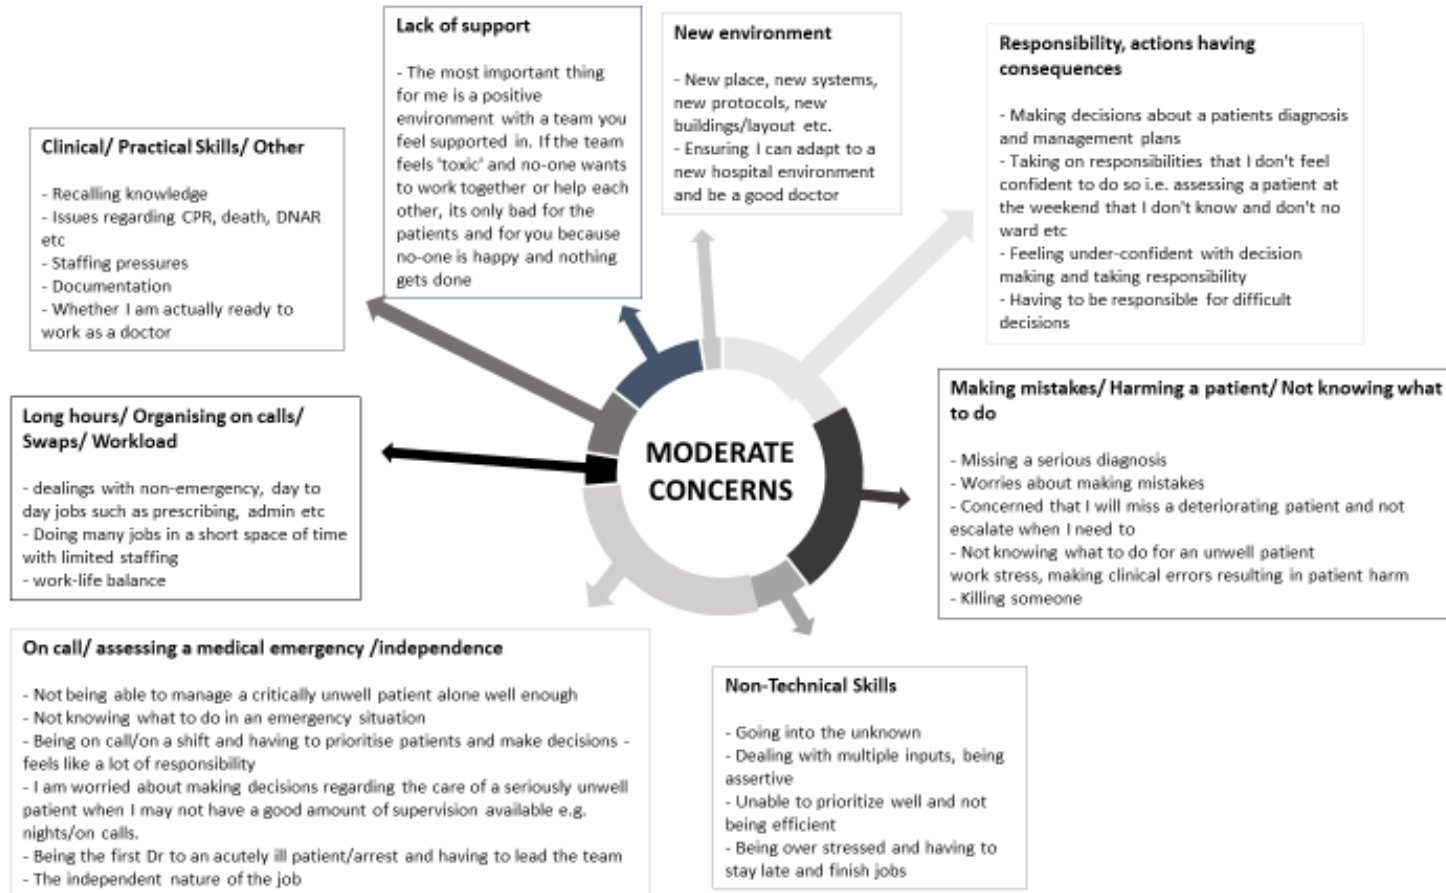 Lack of support
- The most important thing
for me is a positive
environment with a team you
feel supported in. If the team
feels 'toxic' and no-one wants
to work together or help each
other, its only bad for the
patients and for you because
no-one is happy and nothing
gets done
New environment
- New place, new systems,
new protocols, new
buildings/layout etc.
- Ensuring I can adapt to a
new hospital environment
and be a good doctor
Responsibility, actions having
consequences
- Making decisions about a patients diagnosis
and management plans
- Taking on responsibilities that I don't feel
confident to do so i.e. assessing a patient at
the weekend that I don't know and don't no
ward etc
- Feeling under-confident with decision
making and taking responsibility
- Having to be responsible for difficult
decisions
Clinical/ Practical Skills/ Other
- Recalling knowledge
- Issues regarding CPR, death, DNAR
etc
- Staffing pressures
- Documentation
- Whether I am actually ready to
work as a doctor
Long hours/ Organising on calls/
Swaps/ Workload
- dealings with non-emergency, day to
day jobs such as prescribing, admin etc
- Doing many jobs in a short space of time
with limited staffing
- work-life balance
MODERATE
CONCERNS
Making mistakes/ Harming a patient/ Not knowing what
to do
- Missing a serious diagnosis
- Worries about making mistakes
- Concerned that I will miss a deteriorating patient and not
escalate when I need to
- Not knowing what to do for an unwell patient
work stress, making clinical errors resulting in patient harm
- Killing someone
On call/ assessing a medical emergency /independence
- Not being able to manage a critically unwell patient alone well enough
- Not knowing what to do in an emergency situation
- Being on call/on a shift and having to prioritise patients and make decisions -
feels like a lot of responsibility
- I am worried about making decisions regarding the care of a seriously unwell
patient when I may not have a good amount of supervision available e.g.
nights/on calls.
- Being the first Dr to an acutely ill patient/arrest and having to lead the team
- The independent nature of the job
Non-Technical Skills
- Going into the unknown
- Dealing with multiple inputs, being
assertive
- Unable to prioritize well and not
being efficient
- Being over stressed and having to
stay late and finish jobs